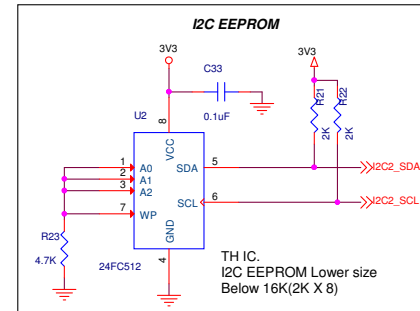 I2C EEPROM
3V3
3V3
C33
0.1uF
R21
2K
R22
2K
U2
8
VCC
1 A0
2 A1
3 A2
7 WP
SDA 5
SCL 6
GND
4
I2C2_SDA
I2C2_SCL
R23
4.7K
24FC512
TH IC.
I2C EEPROM Lower size
Below 16K(2K X 8)